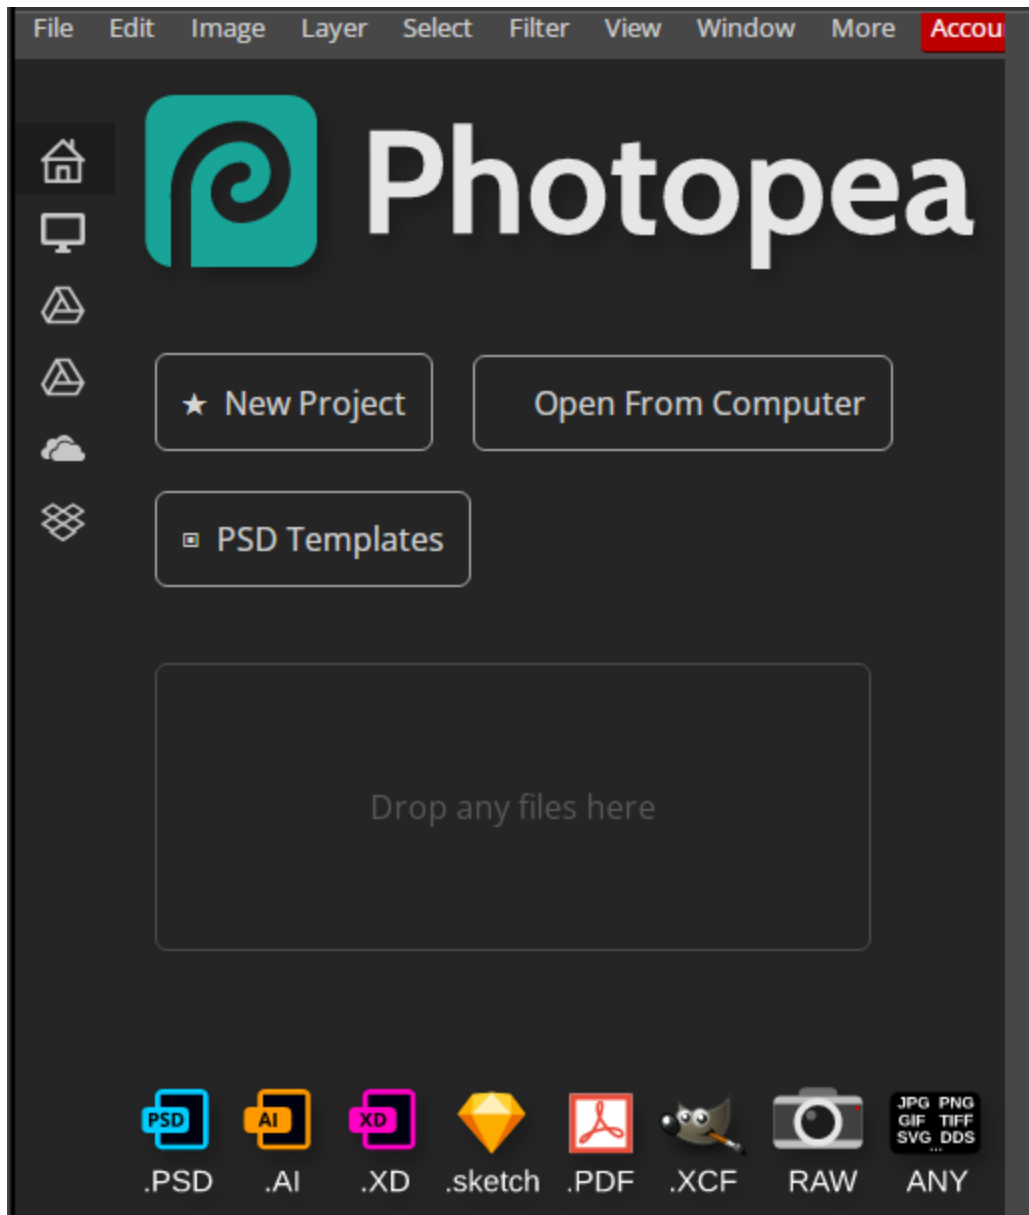 File Edit Image Layer Select Filter View Window More Accou
Photopea
New Project
Open From Computer
PSD Templates
Drop any files here
PSD AI XD JPG PNG
GIF TIFF
SVG DDS
...
.PSD .AI .XD .sketch .PDF .XCF RAW ANY